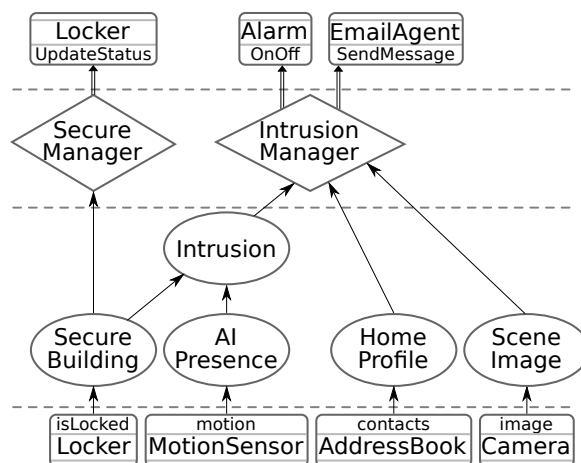 Locker
UpdateStatus
Alarm
OnOff
EmailAgent
SendMessage
Secure
Manager
Intrusion
Manager
Intrusion
Secure
Building
AI
Presence
Home
Profile
Scene
Image
isLocked
Locker
motion
MotionSensor
contacts
AddressBook
image
Camera